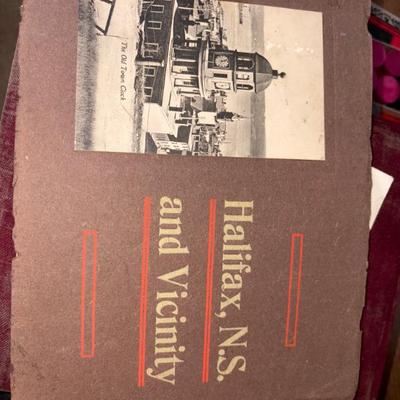 The Old Town Clock
Halifax, N.S.
and Vicinity